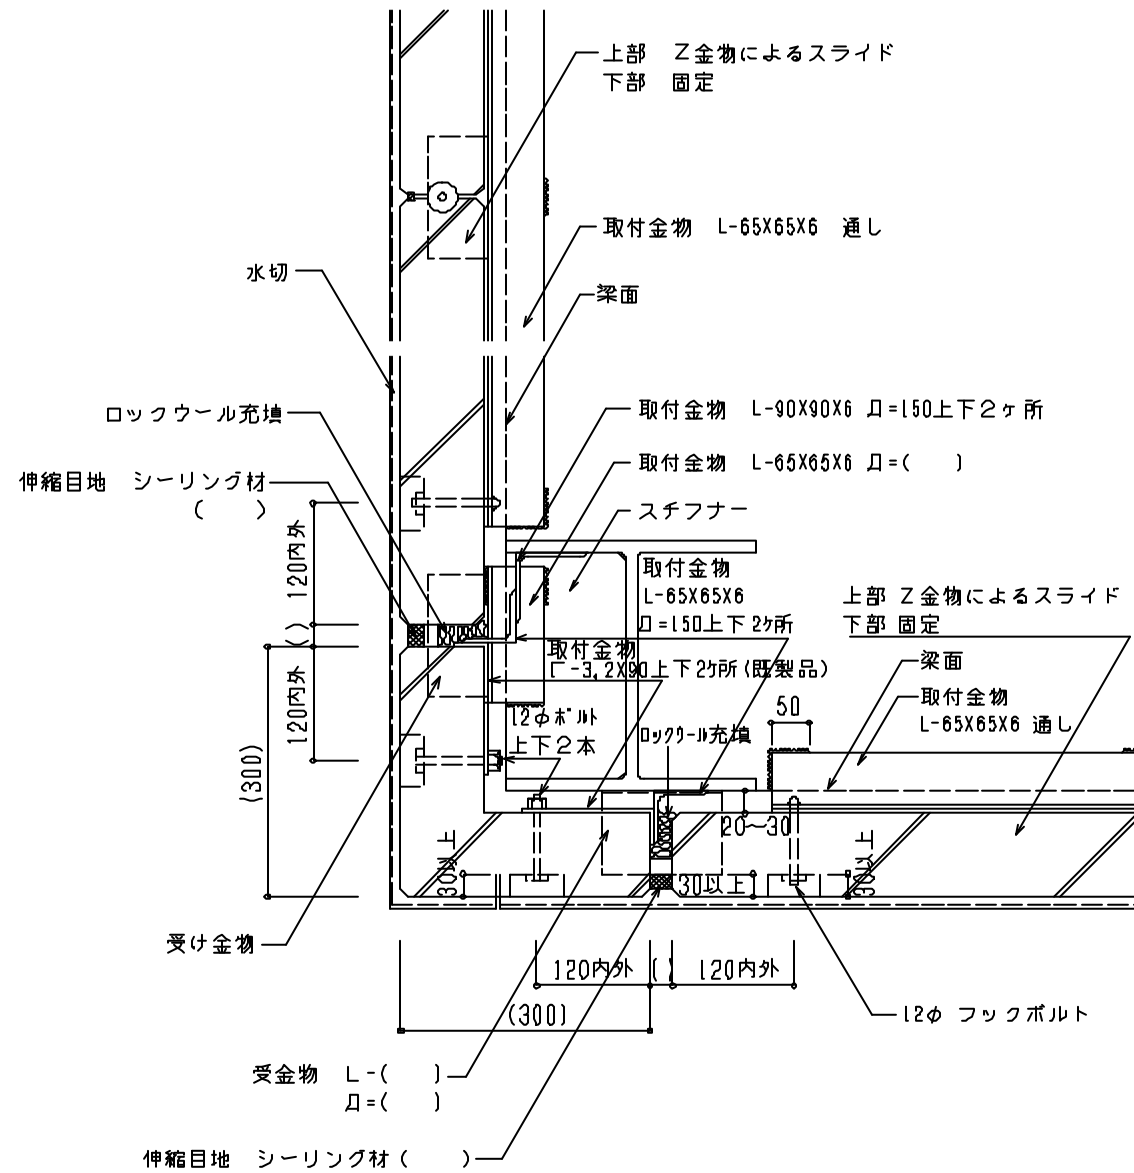 上部 Z金物によるスライド
下部 固定
取付金物 L-65X65X6 通し
水切
梁面
ロックウール充填
取付金物 L-90X90X6 Д=150上下2ヶ所
伸縮目地 シーリング材
( )
取付金物 L-65X65X6 Д=( )
スチフナー
120内外
( )
120内外
(300)
取付金物
L-65X65X6
Д=150上下2ヶ所
取付金物
⎾-3.2X90上下2ヶ所(既製品)
12φボルト
上下2本
ロックウール充填
上部 Z金物によるスライド
下部 固定
梁面
取付金物
L-65X65X6 通し
50
20~30
30以上
30以上
30以上
受け金物
120内外
( )
120内外
(300)
12φ フックボルト
受金物 L-( )
Д=( )
伸縮目地 シーリング材( )